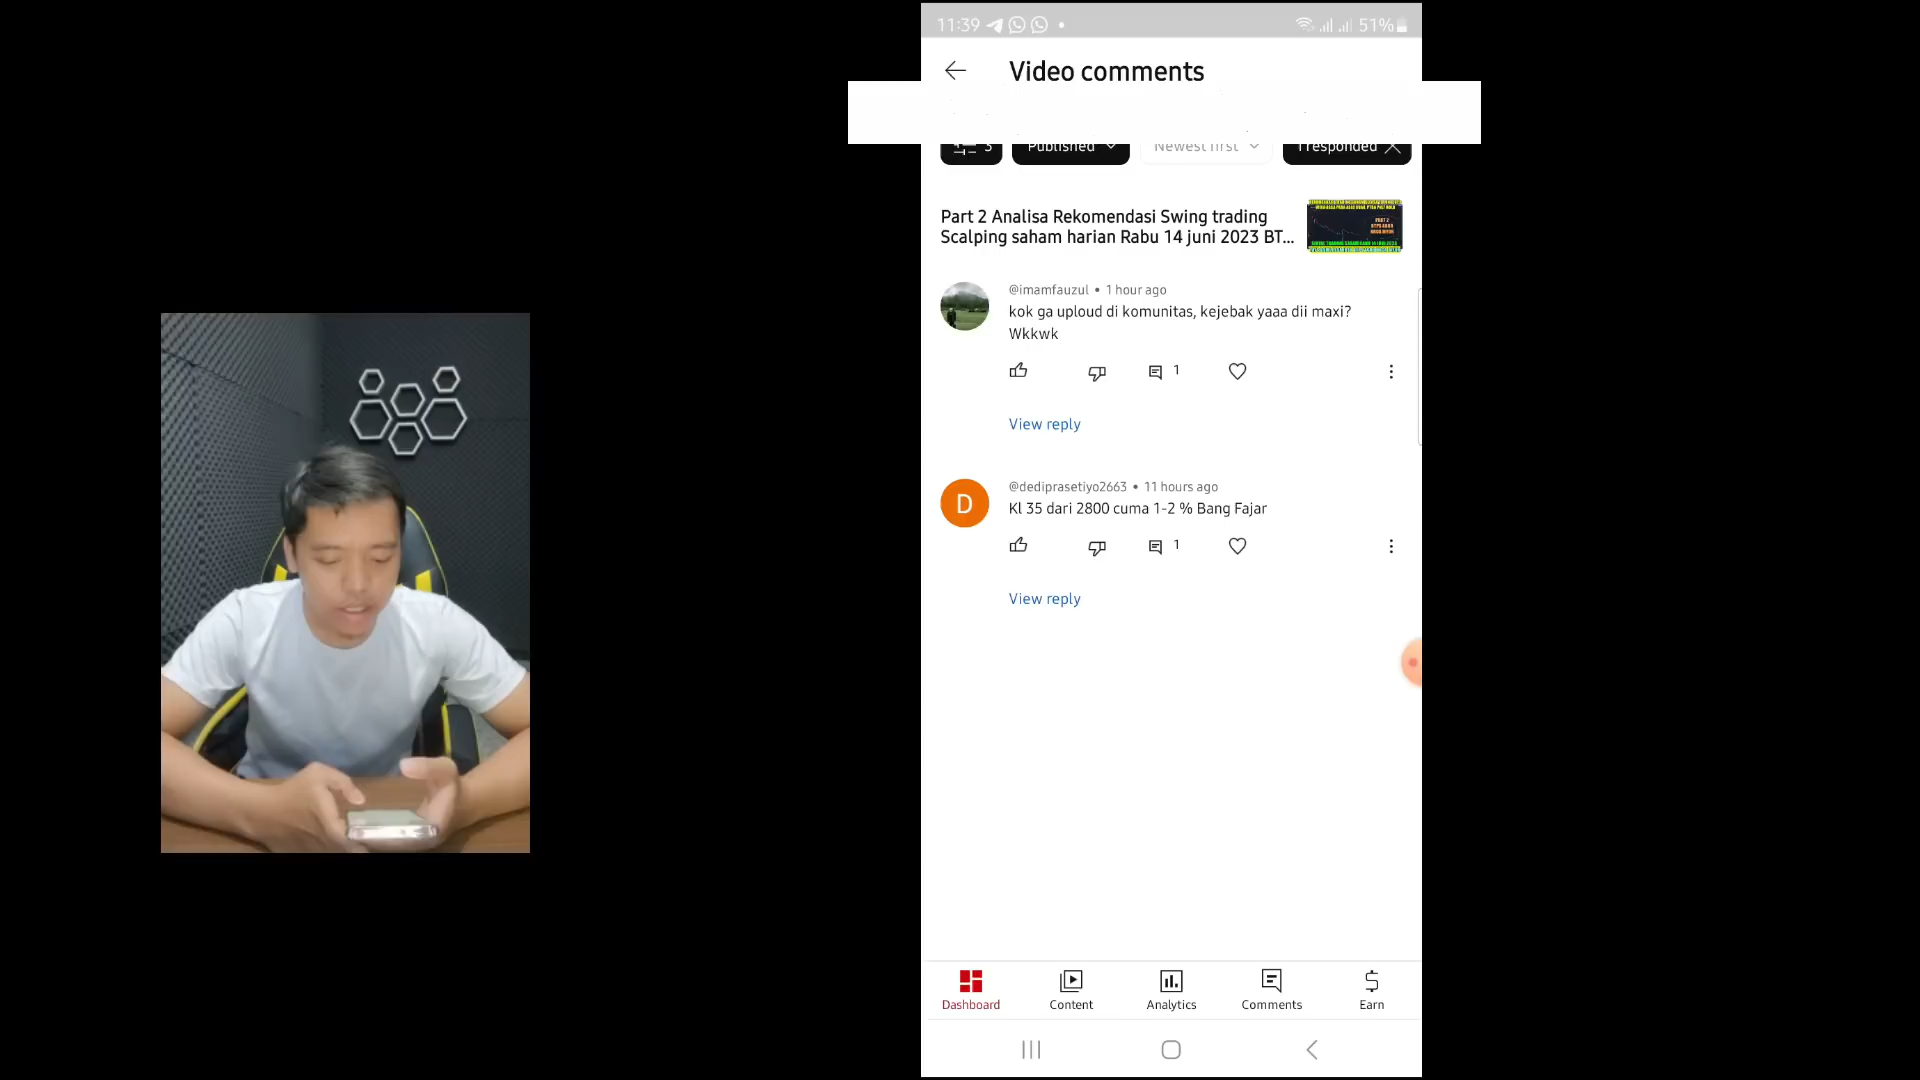 11:39
51%
Video comments
3
Published
Newest first
responded
Part 2 Analisa Rekomendasi Swing trading
Scalping saham harian Rabu 14 juni 2023 BT...
@imamfauzul • 1 hour ago
kok ga uploud di komunitas, kejebak yaaa dii maxi?
Wkkwk
1
View reply
D
@dediprasetiyo2663 • 11 hours ago
Kl 35 dari 2800 cuma 1-2 % Bang Fajar
1
View reply
Dashboard
Content
Analytics
Comments
Earn